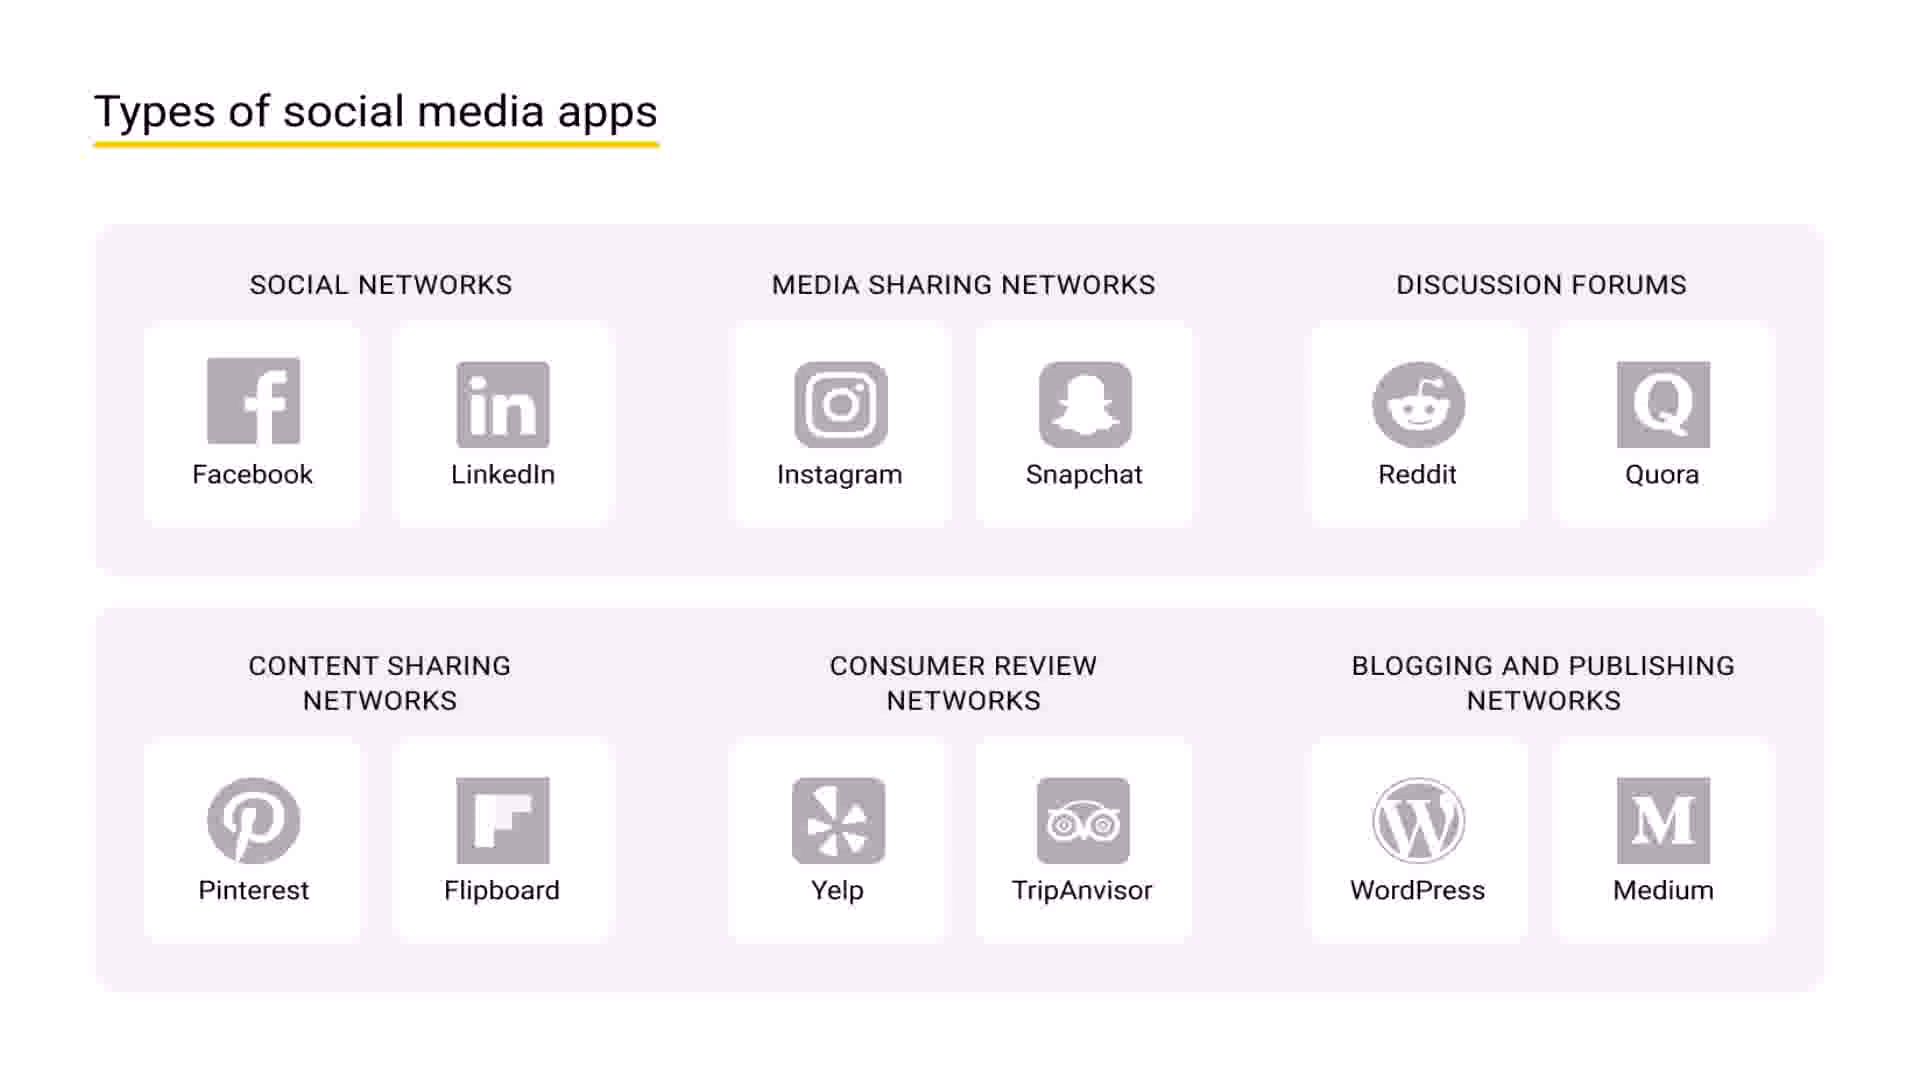 Types of social media apps
SOCIAL NETWORKS
Facebook
LinkedIn
MEDIA SHARING NETWORKS
Instagram
Snapchat
DISCUSSION FORUMS
Reddit
Quora
CONTENT SHARING
NETWORKS
Pinterest
Flipboard
CONSUMER REVIEW
NETWORKS
Yelp
TripAnvisor
BLOGGING AND PUBLISHING
NETWORKS
WordPress
Medium